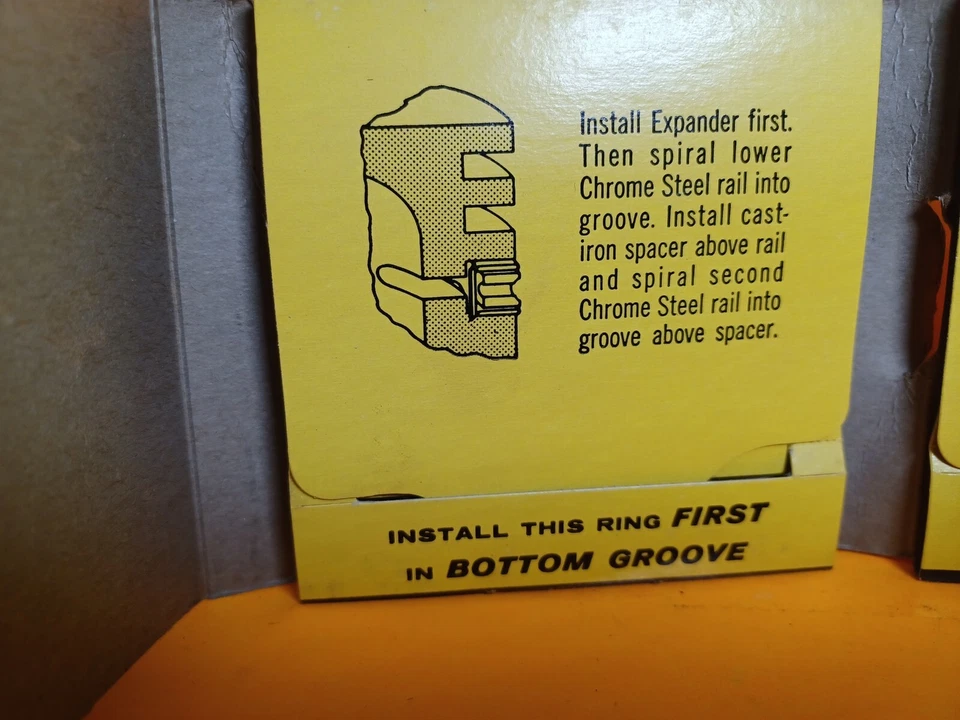 Install Expander first.
Then spiral lower
Chrome Steel rail into
groove. Install cast-
iron spacer above rail
and spiral second
Chrome Steel rail into
groove above spacer.
INSTALL THIS RING FIRST
IN BOTTOM GROOVE